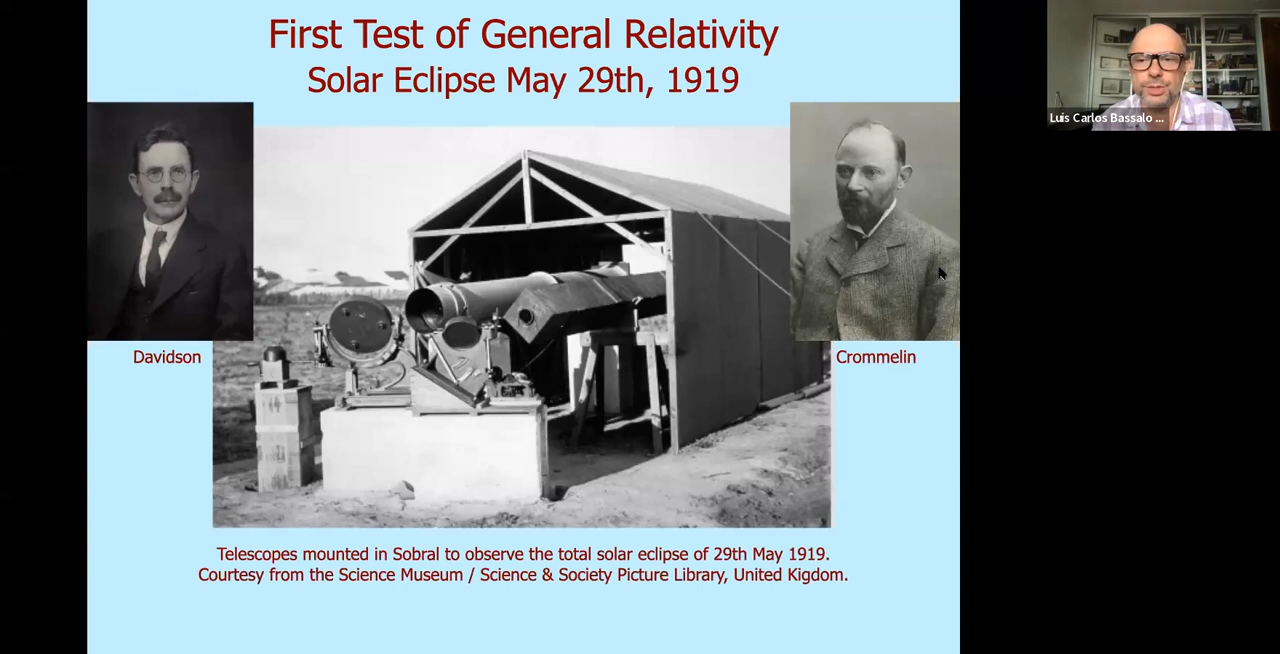 First Test of General Relativity
Solar Eclipse May 29th, 1919
Luis Carlos Bassalo ...
Davidson
Crommelin
Telescopes mounted in Sobral to observe the total solar eclipse of 29th May 1919.
Courtesy from the Science Museum / Science & Society Picture Library, United Kigdom.